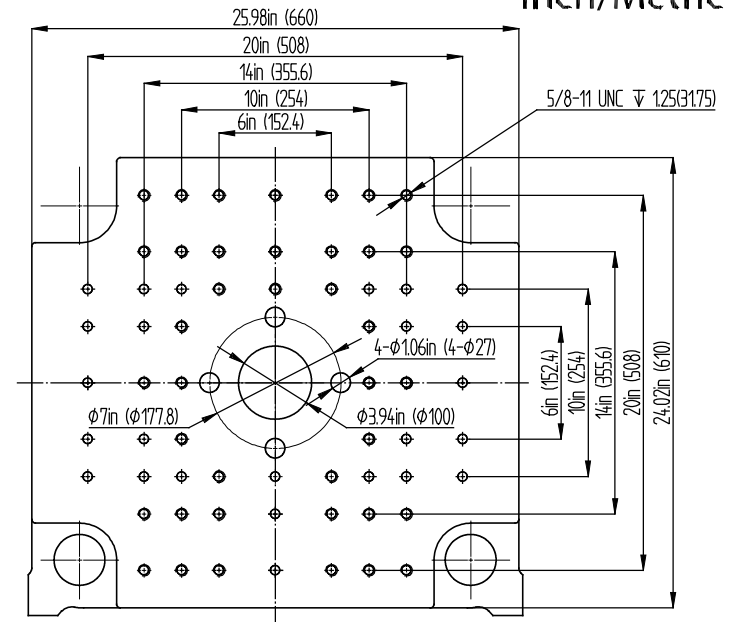 Inch/Metric
25.98in (660)
20in (508)
14in (355.6)
10in (254)
5/8-11 UNC ↧ 1.25(31.75)
6in (152.4)
4-ϕ1.06in (4-ϕ27)
ϕ7in (ϕ177.8)
ϕ3.94in (ϕ100)
6in (152.4)
10in (254)
14in (355.6)
20in (508)
24.02in (610)